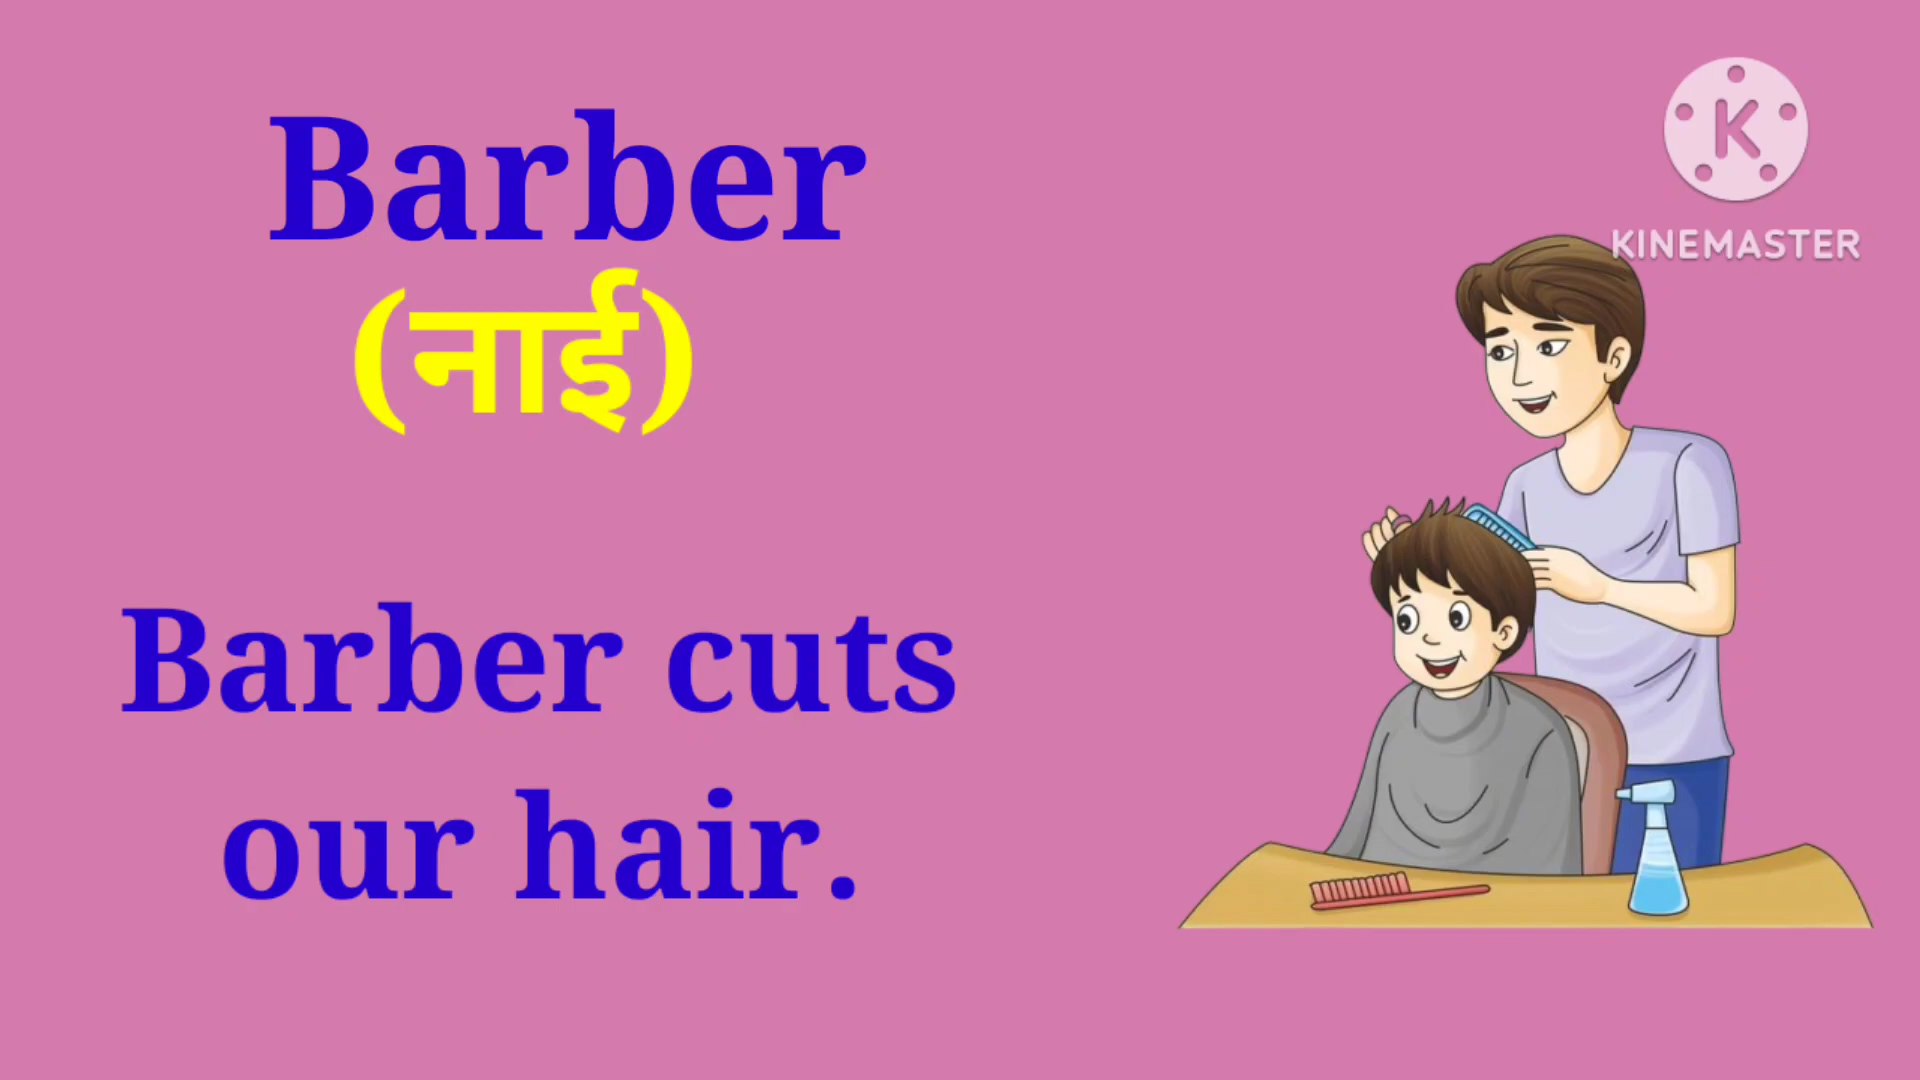 Barber
(नाई)
Barber cuts
our hair.
K
KINEMASTER